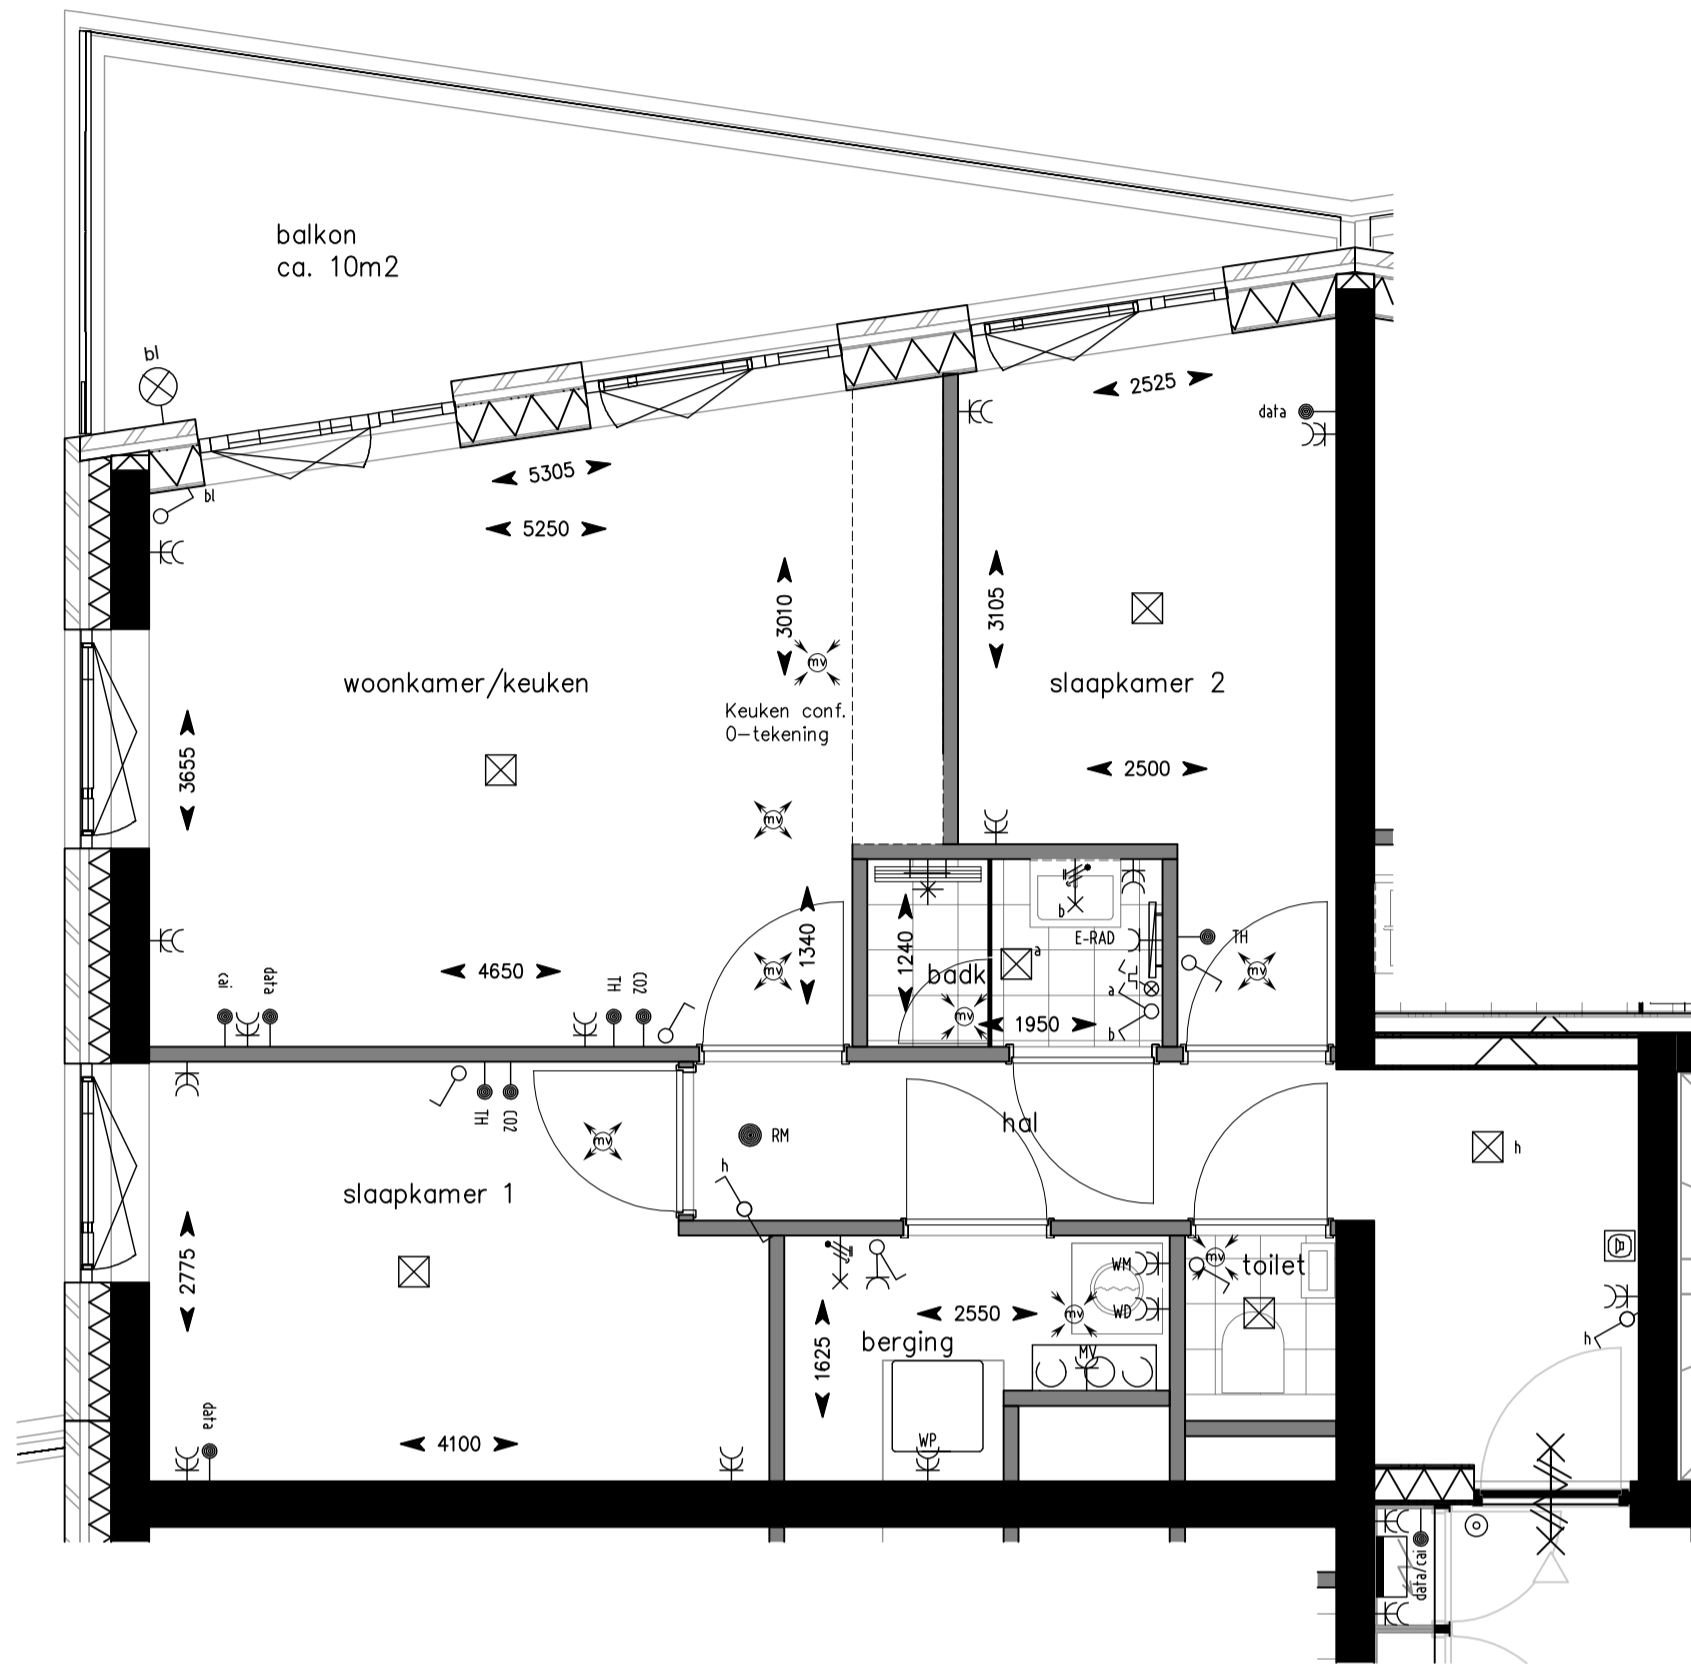 balkon
ca. 10m2
bl
bl
5305
5250
2525
data
3010
3105
mv
woonkamer/keuken
slaapkamer 2
Keuken conf.
0-tekening
3655
2500
mv
b
E-RAD
TH
a
1340
1240
mv
badk
mv
4650
cai
data
TH
CO2
mv
1950
a
b
TH
CO2
mv
RM
hal
h
h
slaapkamer 1
2775
mv
toilet
WM
WD
2550
mv
berging
1625
MV
h
data
4100
WP
data/cai